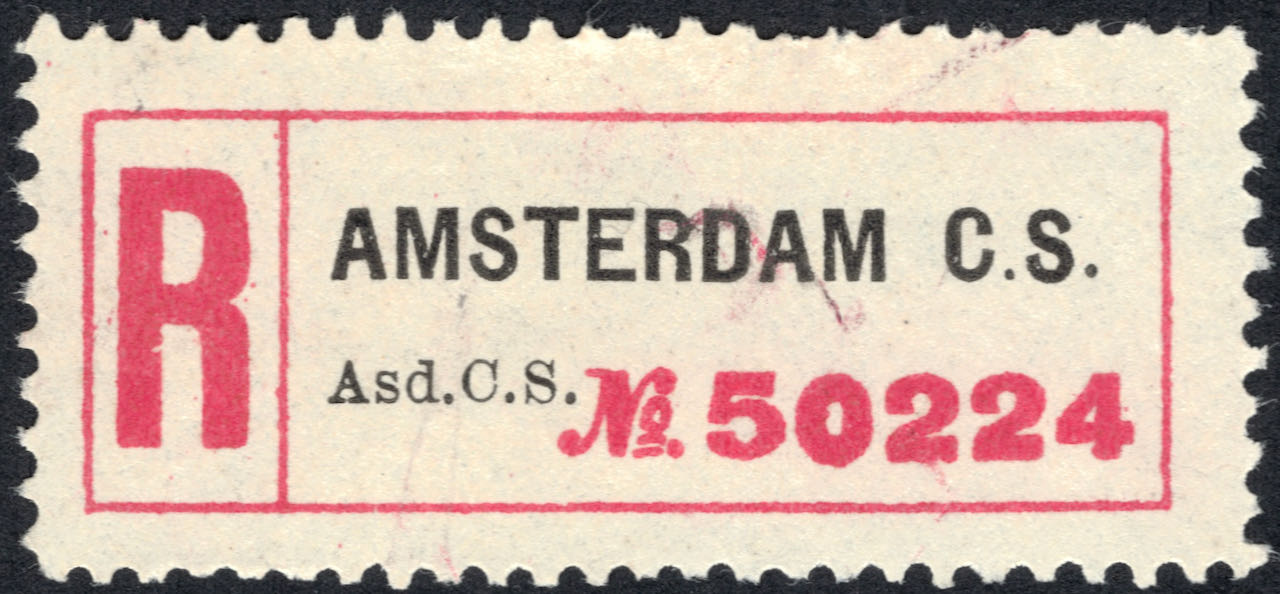 R
AMSTERDAM C.S.
Asd.C.S. No. 50224